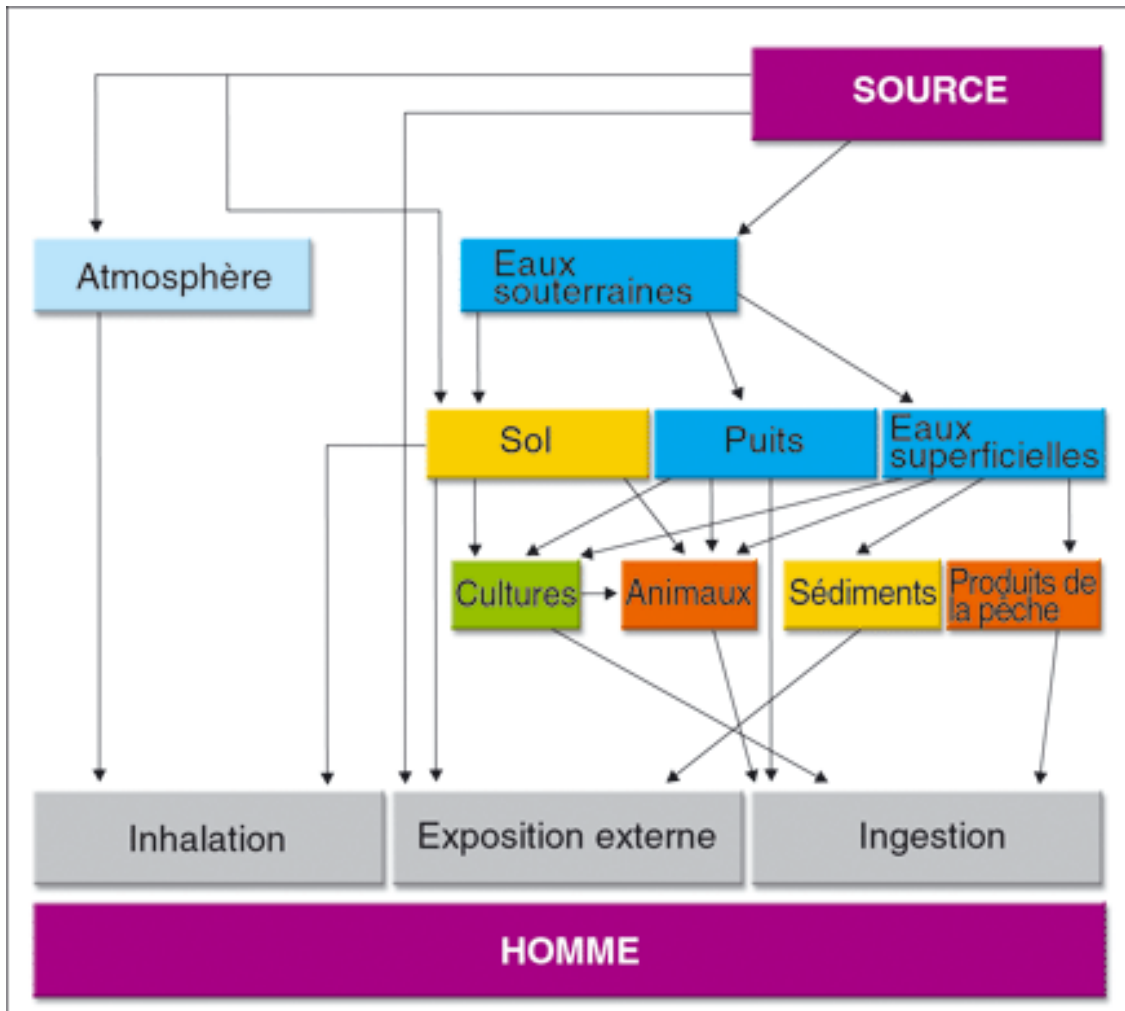 SOURCE
Atmosphère
Eaux
souterraines
Sol
Puits
Eaux
superficielles
Cultures
Animaux
Sédiments
Produits de
la pèche
Inhalation
Exposition externe
Ingestion
HOMME